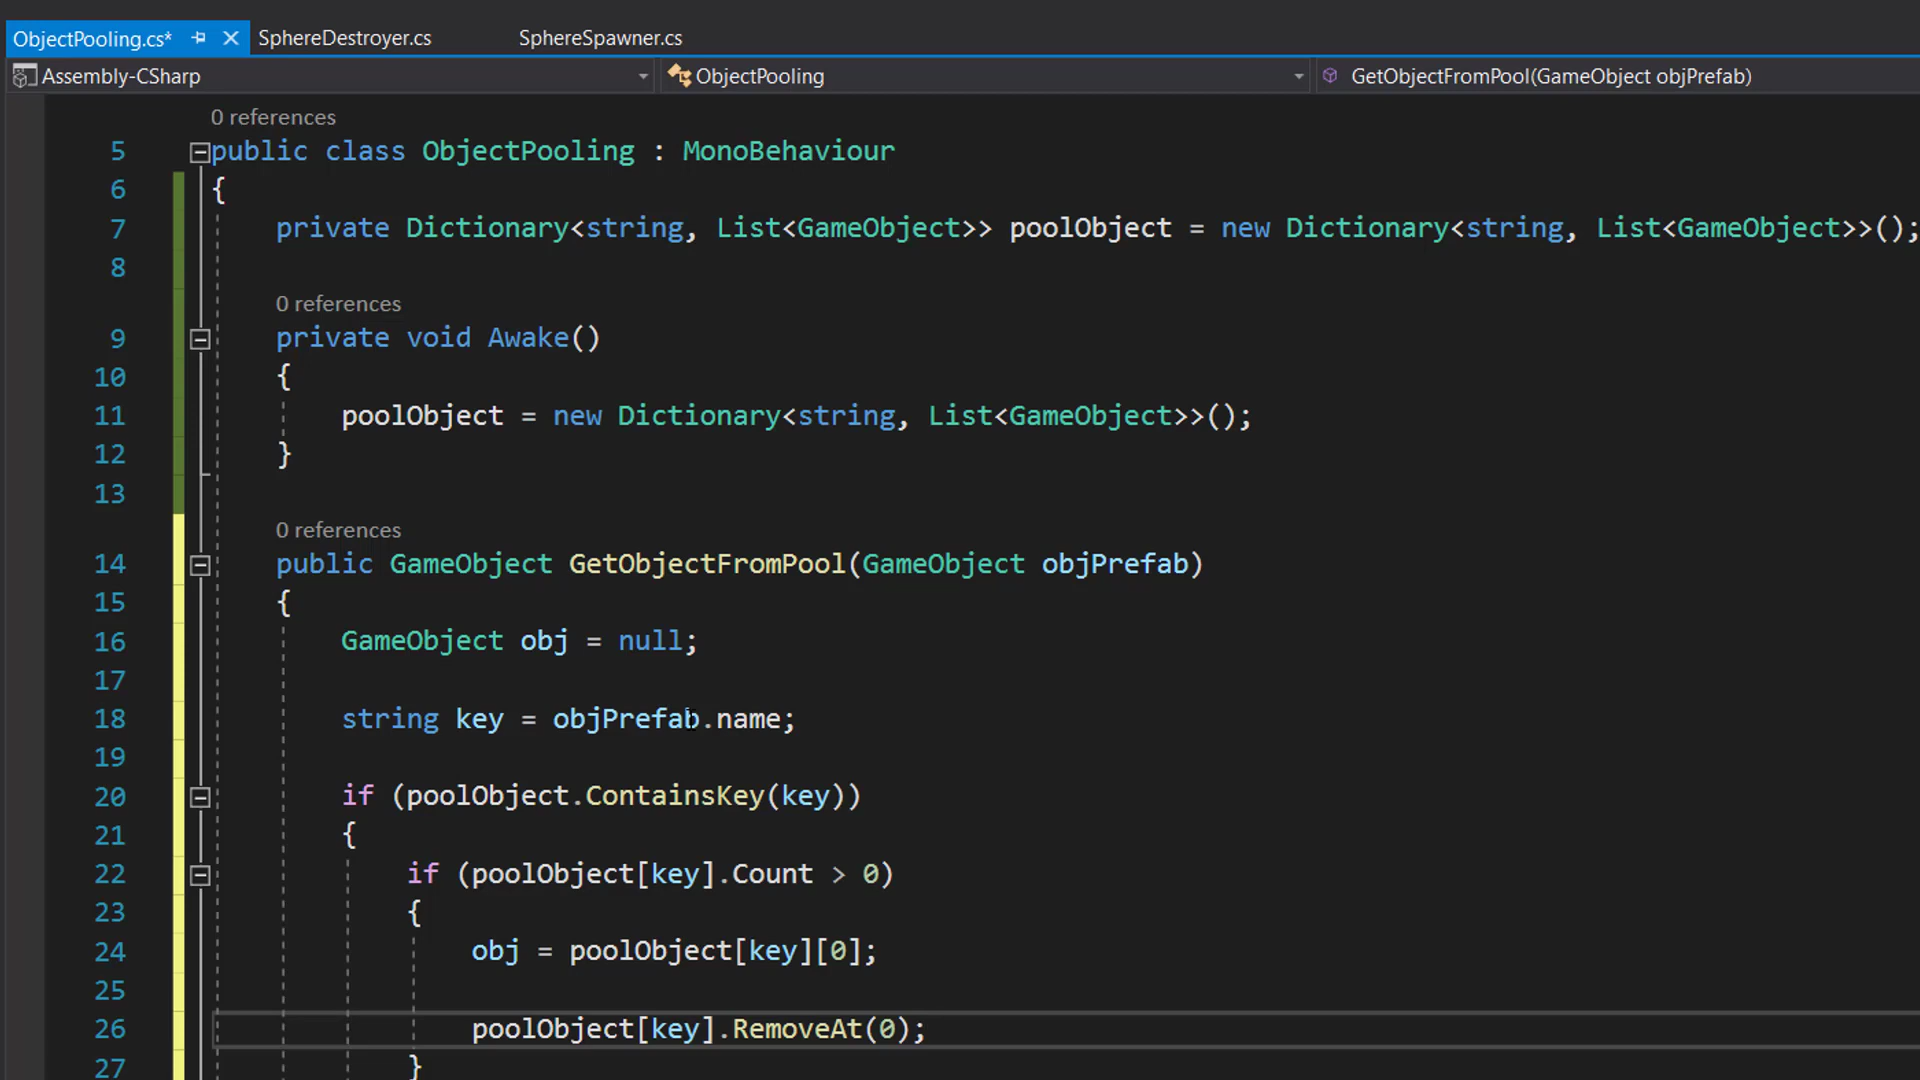 ObjectPooling.cs* SphereDestroyer.cs SphereSpawner.cs
Assembly-CSharp ObjectPooling GetObjectFromPool(GameObject objPrefab)
0 references
5 public class ObjectPooling : MonoBehaviour
6 {
7 private Dictionary<string, List<GameObject>> poolObject = new Dictionary<string, List<GameObject>>();
8
0 references
9 private void Awake()
10 {
11 poolObject = new Dictionary<string, List<GameObject>>();
12 }
13
0 references
14 public GameObject GetObjectFromPool(GameObject objPrefab)
15 {
16 GameObject obj = null;
17
18 string key = objPrefab.name;
19
20 if (poolObject.ContainsKey(key))
21 {
22 if (poolObject[key].Count > 0)
23 {
24 obj = poolObject[key][0];
25
26 poolObject[key].RemoveAt(0);
27 }